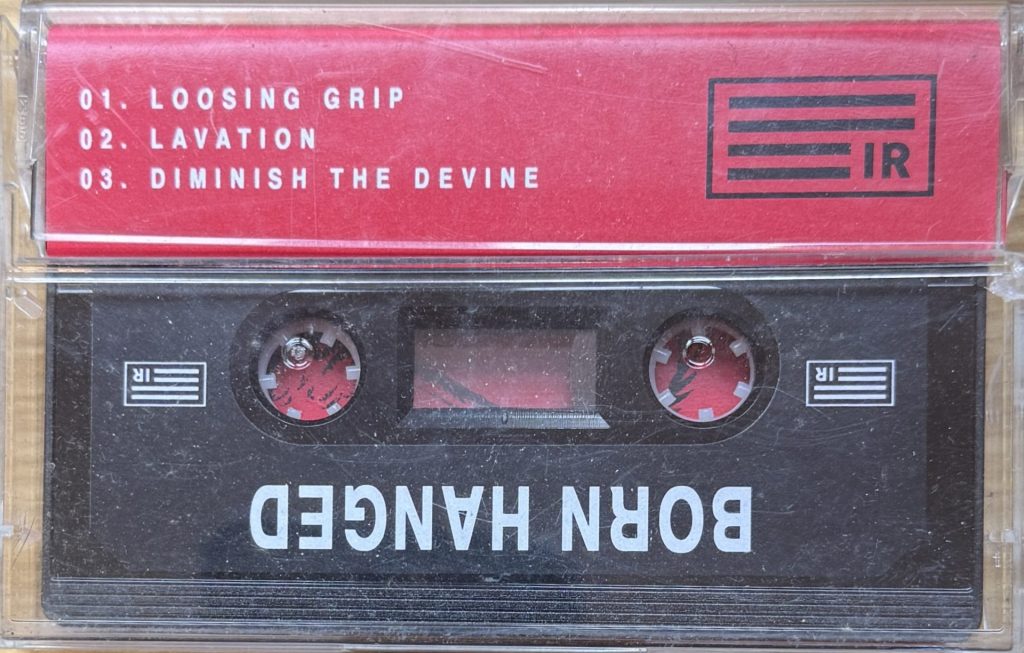 01. LOOSING GRIP
02. LAVATION
03. DIMINISH THE DEVINE
IR
IR
IR
BORN HANGED